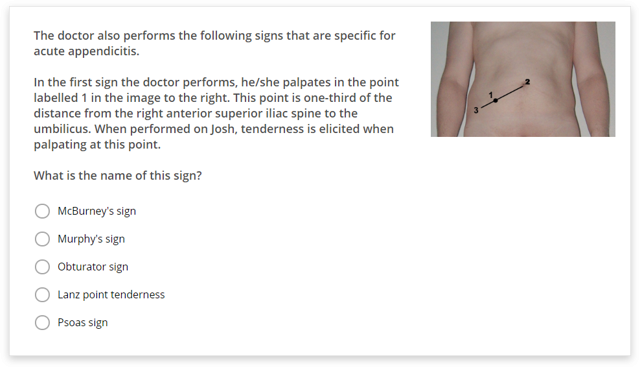 The doctor also performs the following signs that are specific for
acute appendicitis.
In the first sign the doctor performs, he/she palpates in the point
labelled 1 in the image to the right. This point is one-third of the
distance from the right anterior superior iliac spine to the
umbilicus. When performed on Josh, tenderness is elicited when
palpating at this point.
What is the name of this sign?
McBurney's sign
Murphy's sign
Obturator sign
Lanz point tenderness
Psoas sign
2
1
3